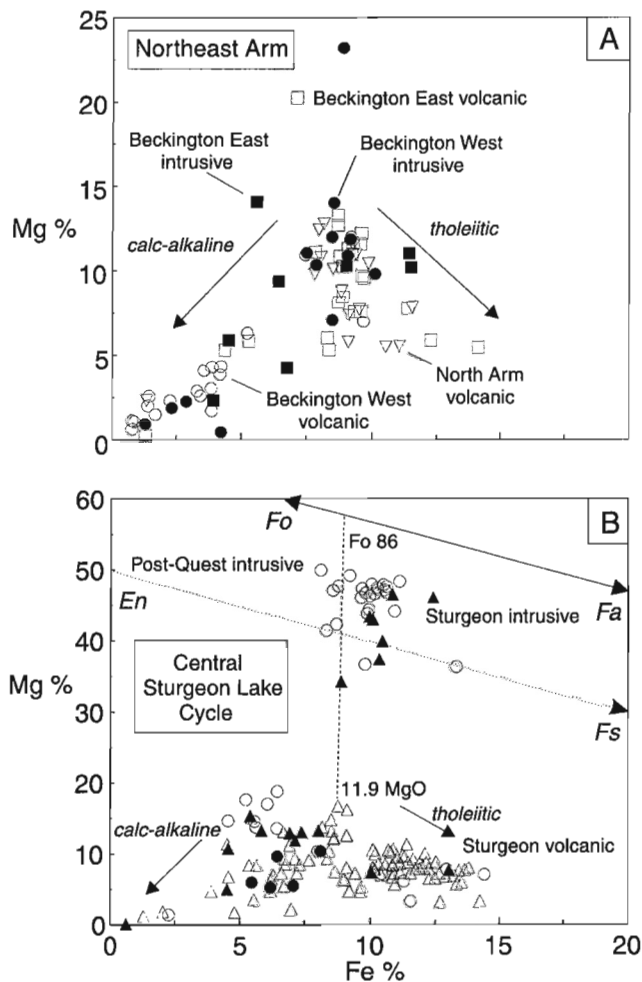 25
Northeast Arm
A
20
Beckington East volcanic
Beckington East
intrusive
Beckington West
intrusive
15
Mg %
calc-alkaline
tholeiitic
10
5
Beckington West
volcanic
North Arm
volcanic
0
60
B
Fo
Fo 86
50
Post-Quest intrusive
En
Sturgeon intrusive
Fa
40
Central
Sturgeon Lake
Cycle
Mg %
30
Fs
20
11.9 MgO
calc-alkaline
tholeiitic
Sturgeon volcanic
10
0
0 5 10 15 20
Fe %